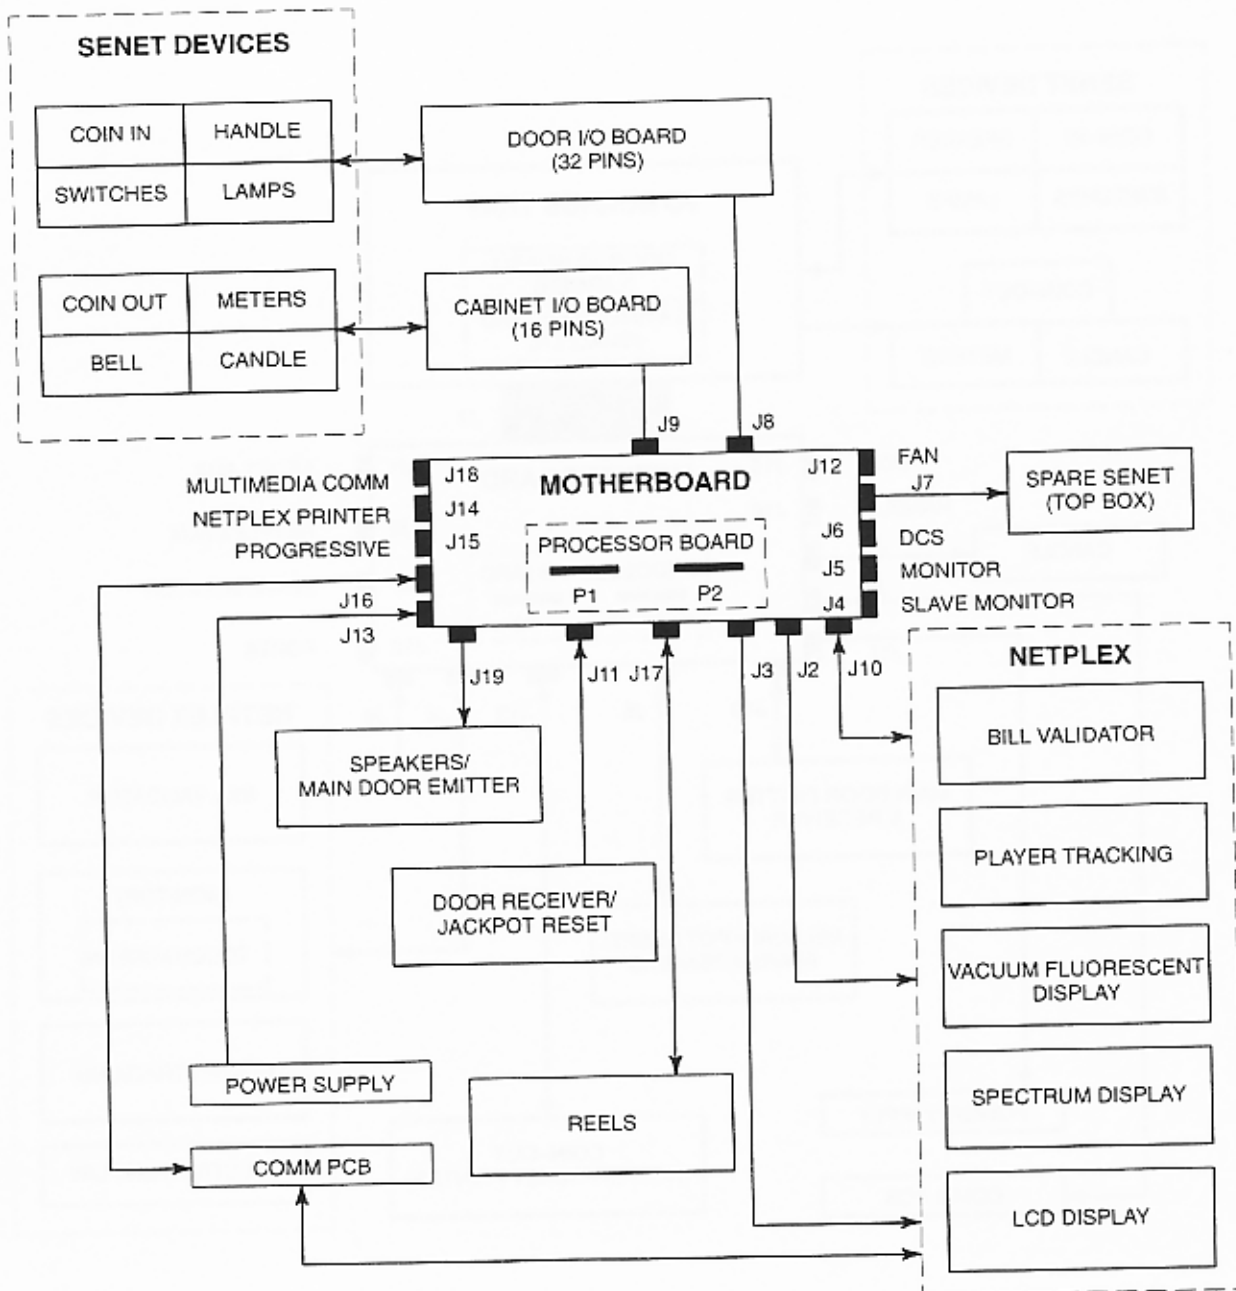 SENET DEVICES
COIN IN
HANDLE
SWITCHES
LAMPS
DOOR I/O BOARD
(32 PINS)
COIN OUT
METERS
BELL
CANDLE
CABINET I/O BOARD
(16 PINS)
J9
J8
MULTIMEDIA COMM
NETPLEX PRINTER
PROGRESSIVE
J18
J14
J15
J16
J13
MOTHERBOARD
PROCESSOR BOARD
P1
P2
J12
J6
J5
J4
FAN
J7
DCS
MONITOR
SLAVE MONITOR
SPARE SENET
(TOP BOX)
J19
J11
J17
J3
J2
J10
SPEAKERS/
MAIN DOOR EMITTER
DOOR RECEIVER/
JACKPOT RESET
POWER SUPPLY
COMM PCB
REELS
NETPLEX
BILL VALIDATOR
PLAYER TRACKING
VACUUM FLUORESCENT
DISPLAY
SPECTRUM DISPLAY
LCD DISPLAY